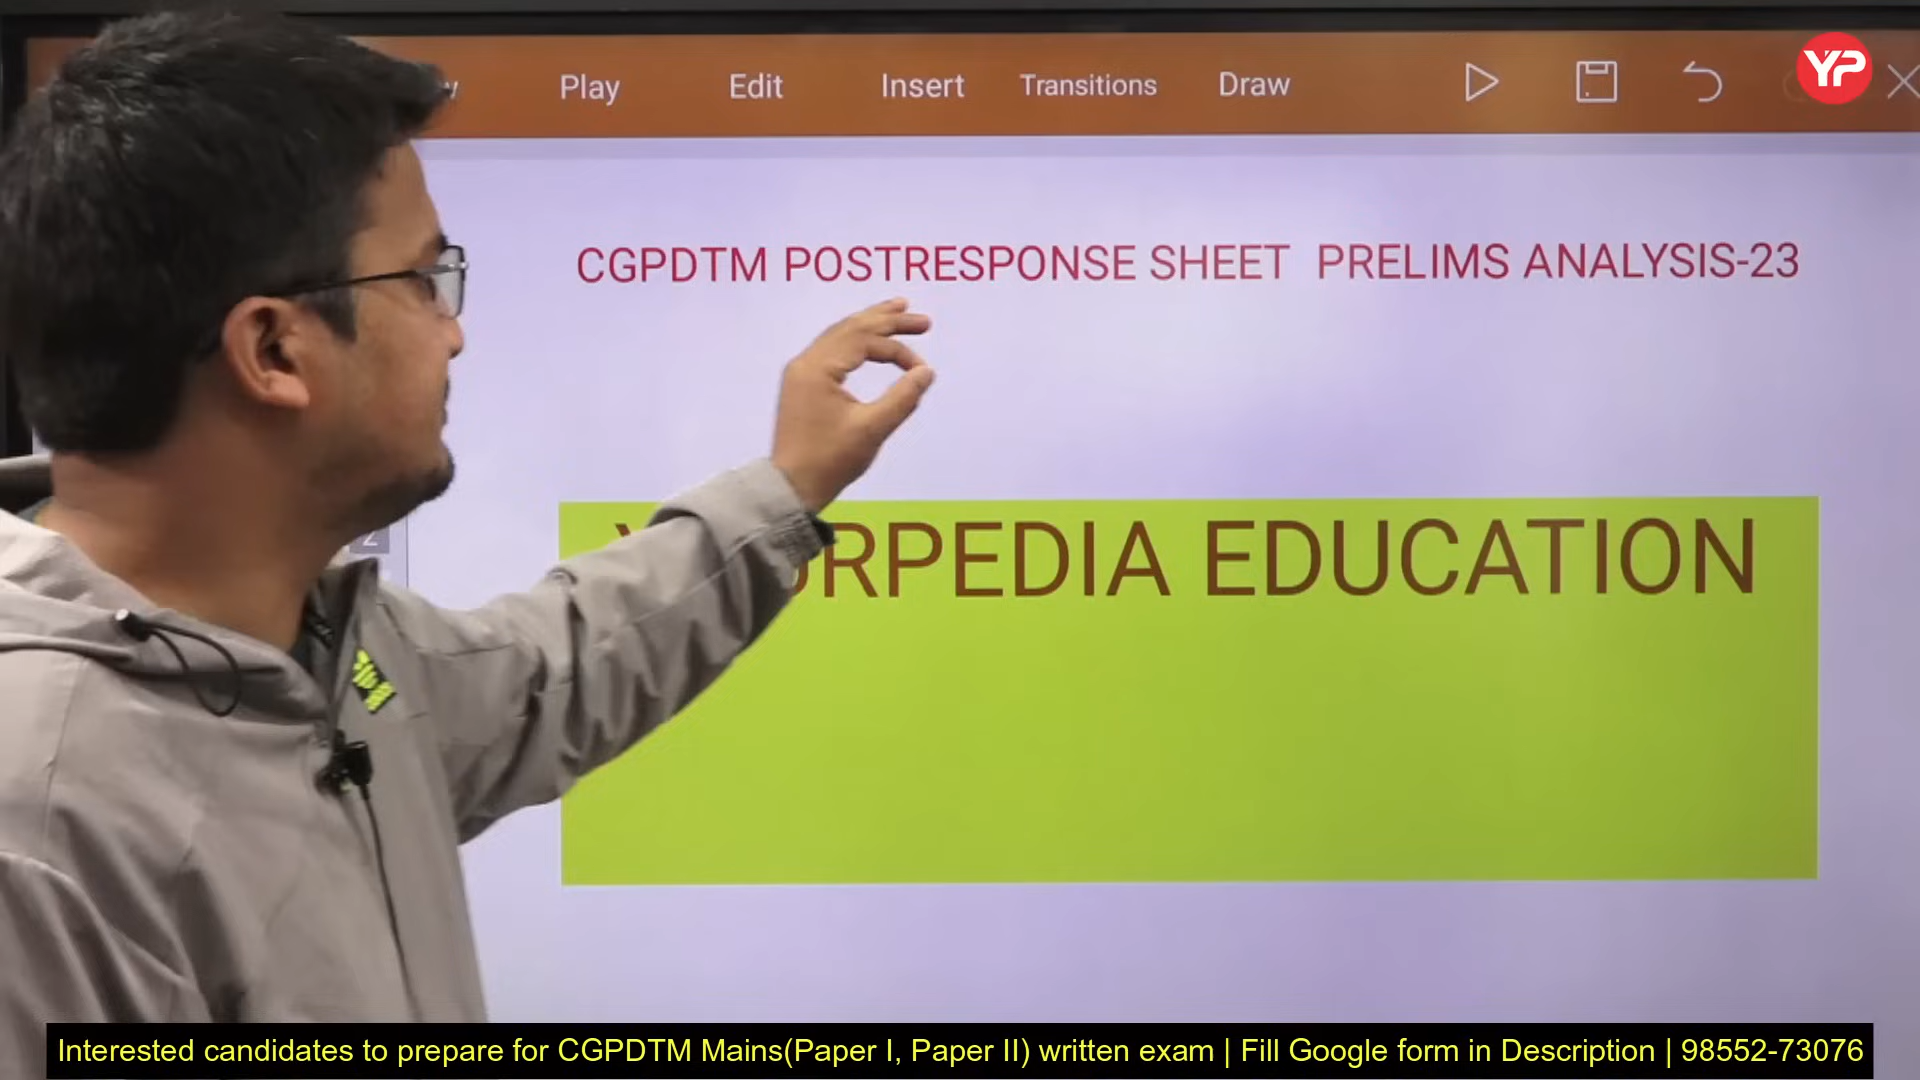 Play Edit Insert Transitions Draw
YP
CGPDTM POSTRESPONSE SHEET PRELIMS ANALYSIS-23
2
EDUCATION
Interested candidates to prepare for CGPDTM Mains(Paper I, Paper II) written exam | Fill Google form in Description | 98552-73076